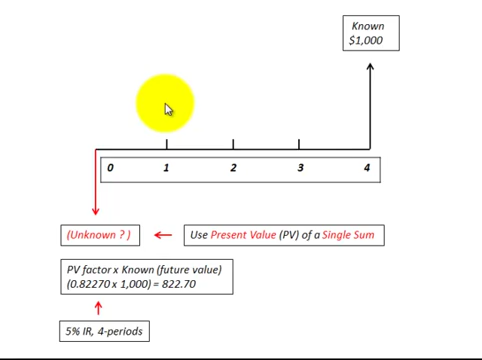 Known
$1,000
0 1 2 3 4
(Unknown ? )
Use Present Value (PV) of a Single Sum
PV factor x Known (future value)
(0.82270 x 1,000) = 822.70
5% IR, 4-periods